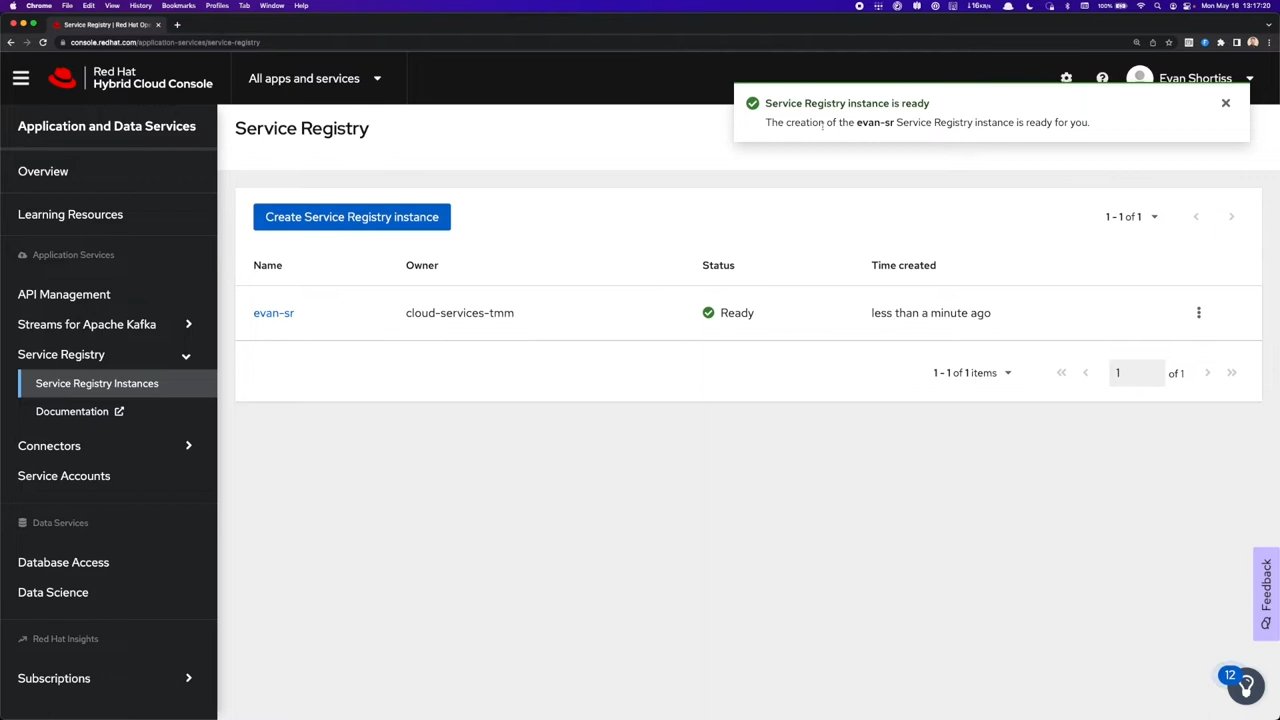 Chrome File Edit View History Bookmarks Profiles Tab Window Help
100% Mon May 16 13:17:20
Service Registry | Red Hat Op
console.redhat.com/application-services/service-registry
Red Hat
Hybrid Cloud Console
All apps and services
Evan Shortiss
Service Registry instance is ready
The creation of the evan-sr Service Registry instance is ready for you.
Application and Data Services
Overview
Learning Resources
Application Services
API Management
Streams for Apache Kafka
Service Registry
Service Registry Instances
Documentation
Connectors
Service Accounts
Data Services
Database Access
Data Science
Red Hat Insights
Subscriptions
Service Registry
Create Service Registry instance
1 - 1 of 1
Name Owner Status Time created
evan-sr cloud-services-tmm Ready less than a minute ago
1 - 1 of 1 items
1 of 1
Feedback
12